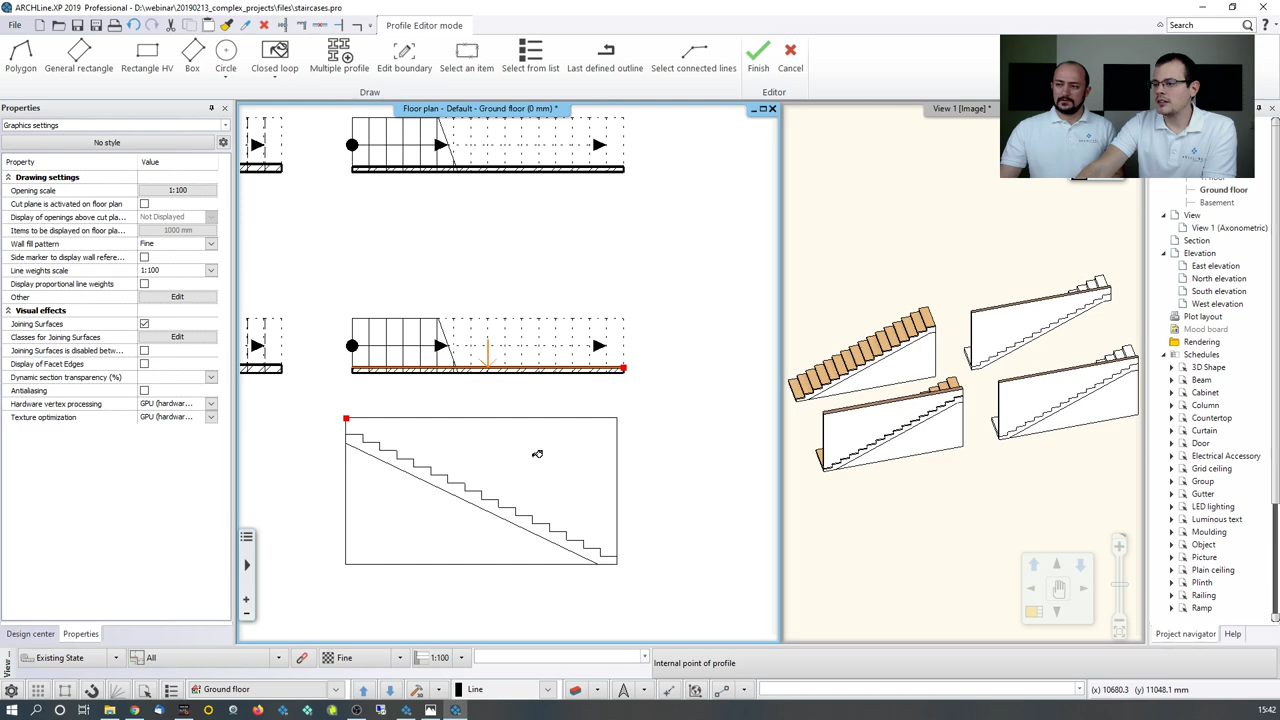 ARCHLine.XP 2019 Professional - D:\webinar\20190213_complex_projects\files\staircases.pro
File
Profile Editor mode
Search
Polygon
General rectangle
Rectangle HV
Box
Circle
Closed loop
Multiple profile
Edit boundary
Select an item
Select from list
Last defined outline
Select connected lines
Finish
Cancel
Draw
Editor
Properties
Graphics settings
No style
Property
Value
Drawing settings
Opening scale
1:100
Cut plane is activated on floor plan
Display of openings above cut pla...
Not Displayed
Items to be displayed on floor pla...
1000 mm
Wall fill pattern
Fine
Side marker to display wall refere...
Line weights scale
1:100
Display proportional line weights
Other
Edit
Visual effects
Joining Surfaces
Classes for Joining Surfaces
Edit
Joining Surfaces is disabled betw...
Display of Facet Edges
Dynamic section transparency (%)
Antialiasing
Hardware vertex processing
GPU (hardwar...
Texture optimization
GPU (hardwar...
Floor plan - Default - Ground floor (0 mm) *
View 1 [Image] *
Ground floor
Basement
View
View 1 (Axonometric)
Section
Elevation
East elevation
North elevation
South elevation
West elevation
Plot layout
Mood board
Rendering
Schedules
3D Shape
Beam
Cabinet
Column
Countertop
Curtain
Door
Electrical Accessory
Grid ceiling
Group
Gutter
LED lighting
Luminous text
Moulding
Object
Picture
Plain ceiling
Plinth
Railing
Ramp
Design center
Properties
Project navigator
Help
View
Existing State
All
Fine
1:100
Internal point of profile
Ground floor
Line
(x) 10680.3 (y) 11048.1 mm
15:42